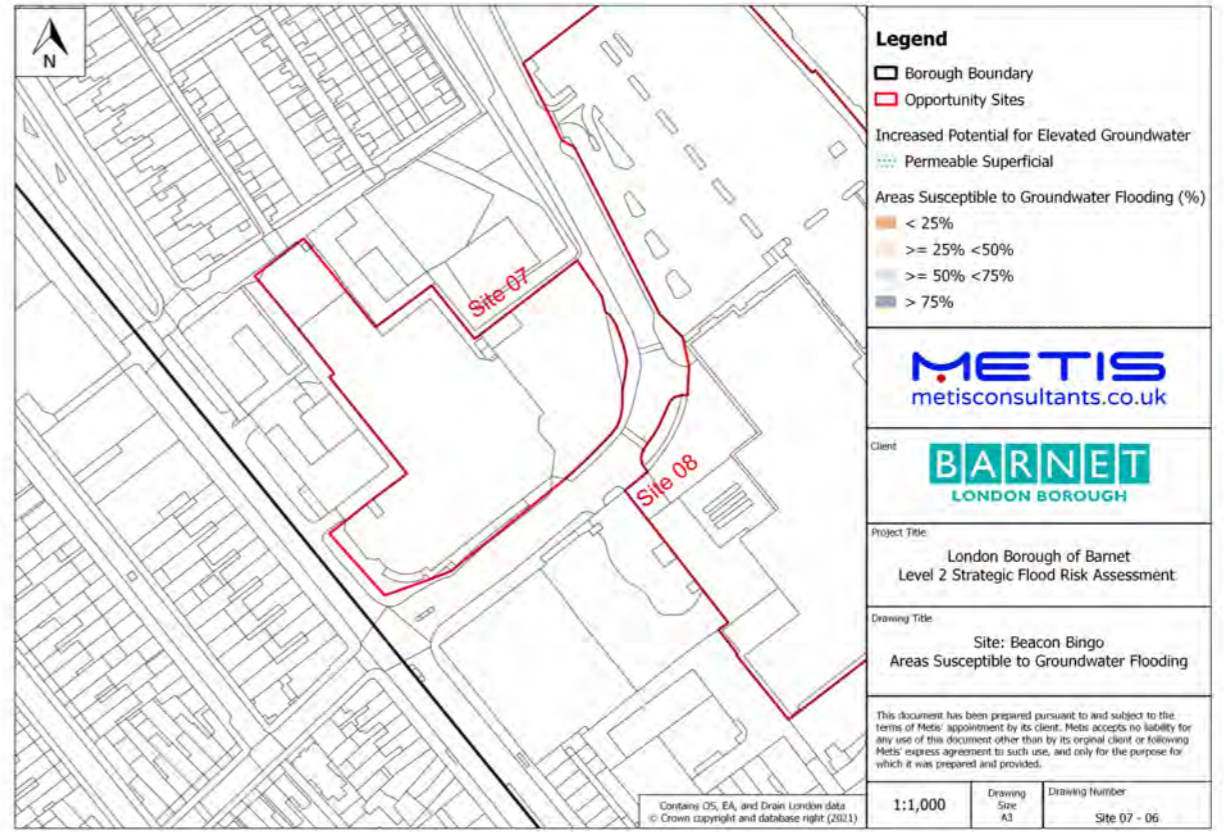 N
Site 07
Site 08
Contains OS, EA, and Drain London data
© Crown copyright and database right (2021)
Legend
Borough Boundary
Opportunity Sites
Increased Potential for Elevated Groundwater
Permeable Superficial
Areas Susceptible to Groundwater Flooding (%)
< 25%
>= 25% <50%
>= 50% <75%
> 75%
METIS
metisconsultants.co.uk
Client
BARNET
LONDON BOROUGH
Project Title
London Borough of Barnet
Level 2 Strategic Flood Risk Assessment
Drawing Title
Site: Beacon Bingo
Areas Susceptible to Groundwater Flooding
This document has been prepared pursuant to and subject to the
terms of Metis' appointment by its client. Metis accepts no liability for
any use of this document other than by its orginal client or following
Metis' express agreement to such use, and only for the purpose for
which it was prepared and provided.
1:1,000
Drawing
Size
A3
Drawing Number
Site 07 - 06